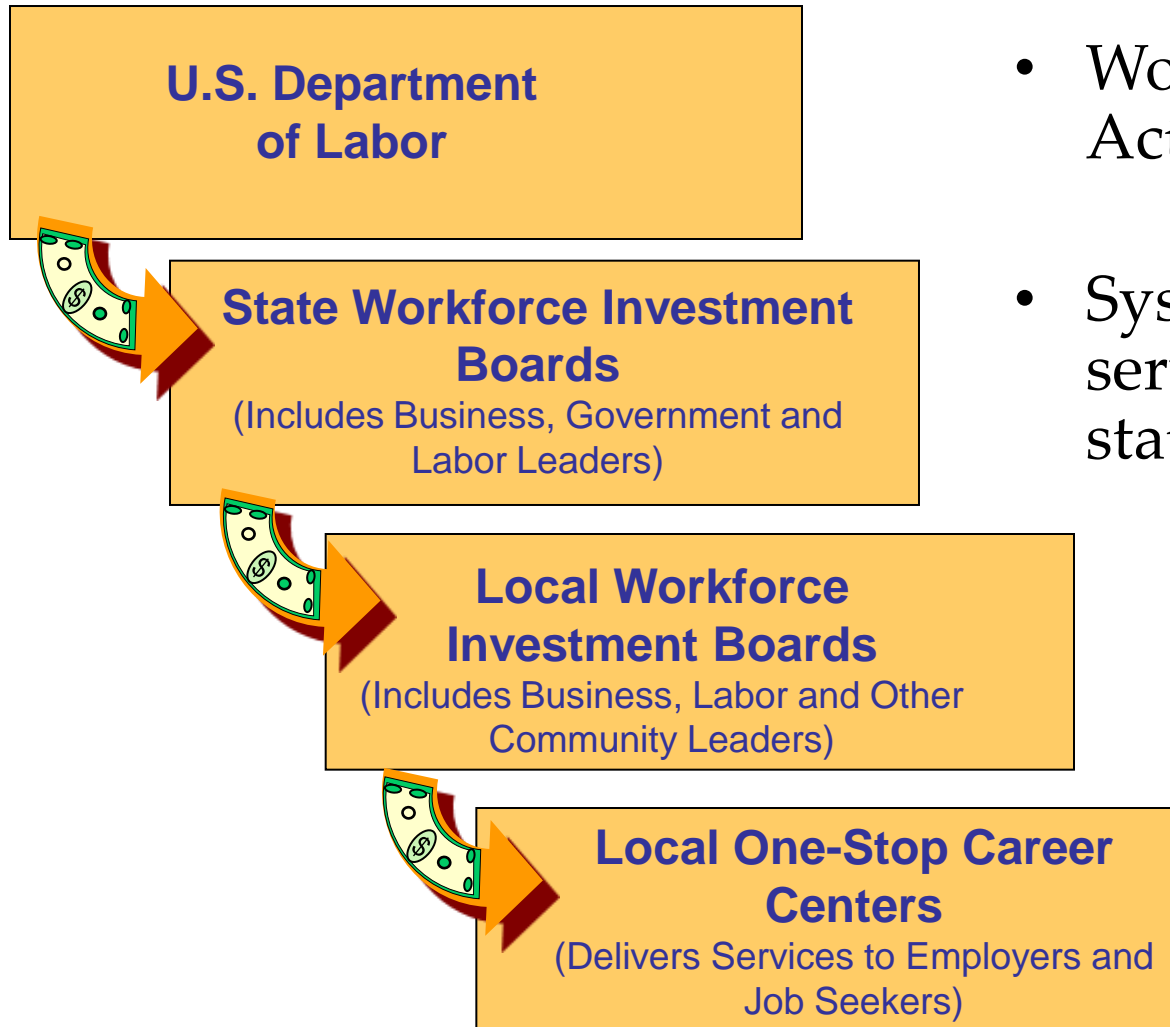 U.S. Department
of Labor
State Workforce Investment
Boards
(Includes Business, Government and
Labor Leaders)
Local Workforce
Investment Boards
(Includes Business, Labor and Other
Community Leaders)
Local One-Stop Career
Centers
(Delivers Services to Employers and
Job Seekers)
•
•
$
$
$